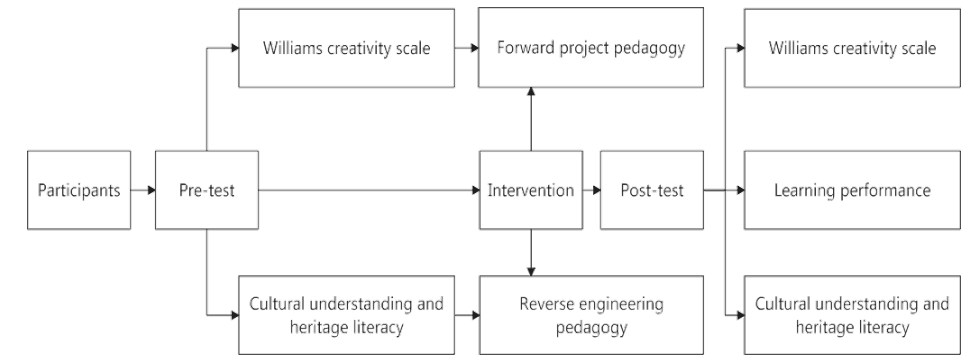 Williams creativity scale
Forward project pedagogy
Williams creativity scale
Participants
Pre-test
Intervention
Post-test
Learning performance
Cultural understanding and
heritage literacy
Reverse engineering
pedagogy
Cultural understanding and
heritage literacy